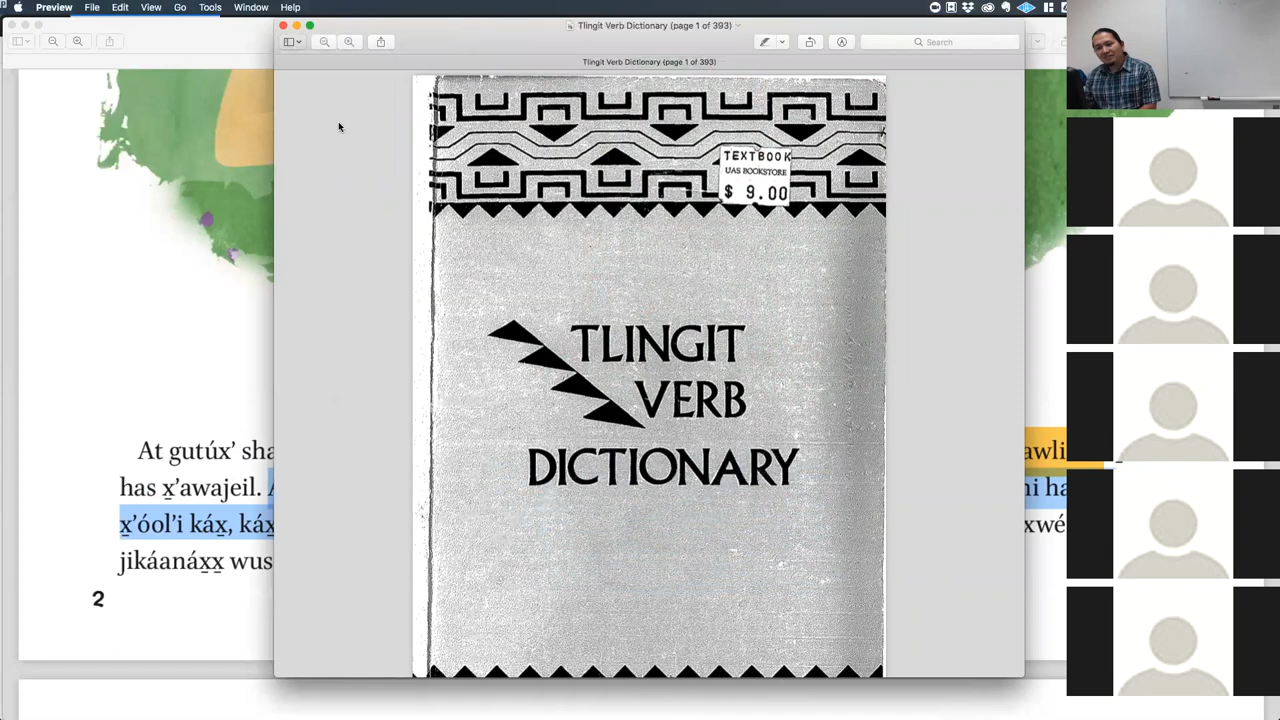 Preview File Edit View Go Tools Window Help
Tlingit Verb Dictionary (page 1 of 393)
Search
Tlingit Verb Dictionary (page 1 of 393)
TEXTBOOK
UAS BOOKSTORE
$ 9.00
TLINGIT
VERB
DICTIONARY
At gutúx’ sha
awli
has x̱’awajeil.
ni ha
x̱’óol’i káx̱, káx̱
xwé
jikáanáx̱x̱ wus
2